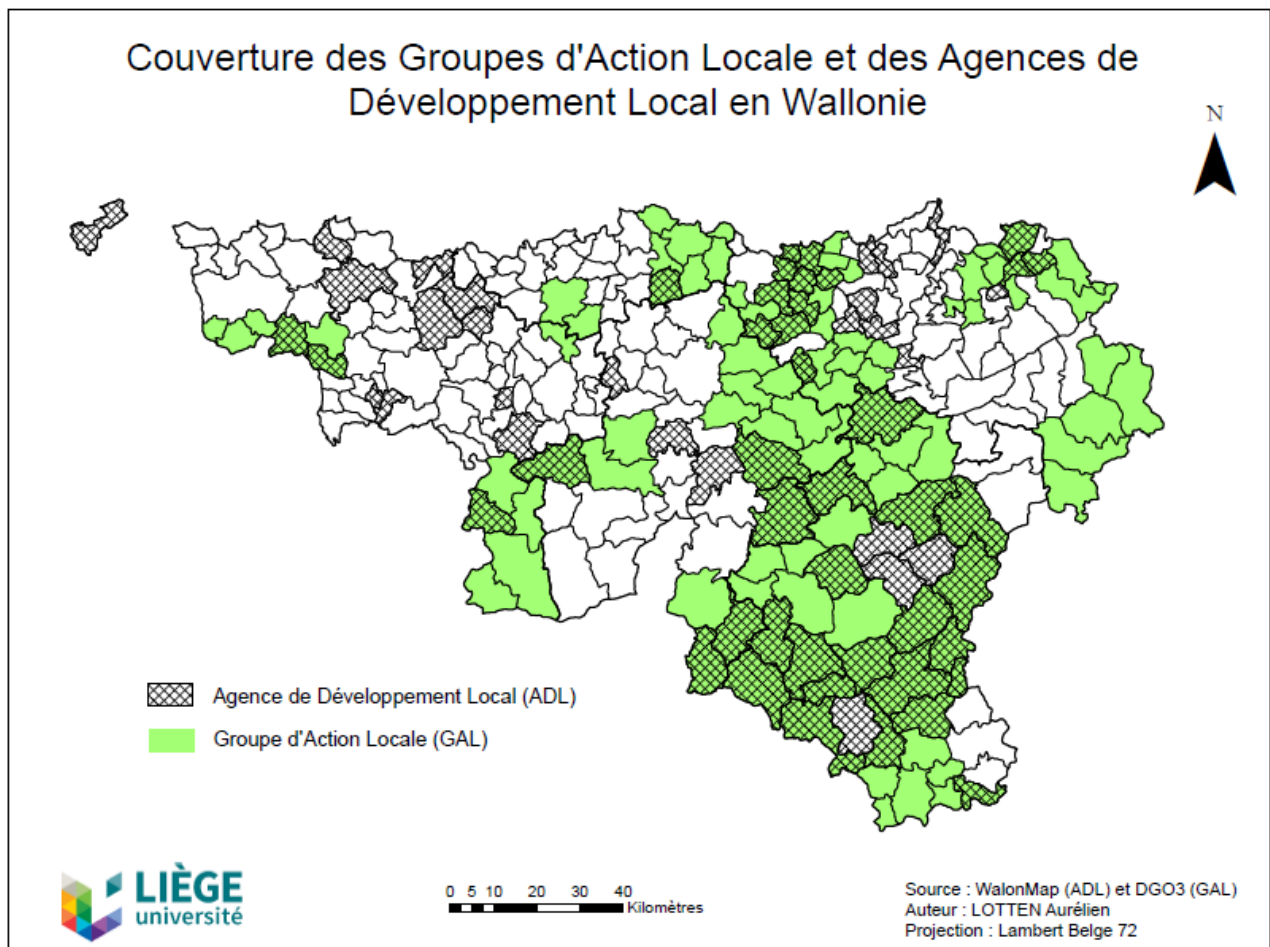 Couverture des Groupes d'Action Locale et des Agences de
Développement Local en Wallonie
N
Agence de Développement Local (ADL)
Groupe d'Action Locale (GAL)
LIÈGE
université
0 5 10 20 30 40
Kilomètres
Source : WalonMap (ADL) et DGO3 (GAL)
Auteur : LOTTEN Aurélien
Projection : Lambert Belge 72